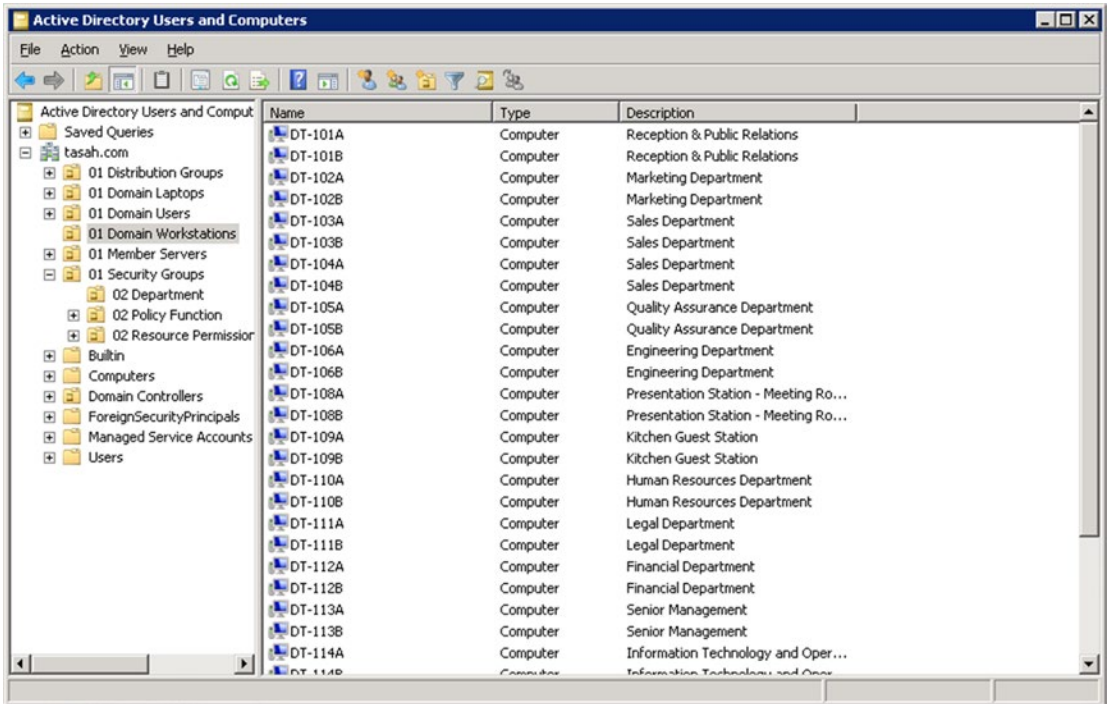 Active Directory Users and Computers
File Action View Help
Active Directory Users and Comput
Saved Queries
tasah.com
01 Distribution Groups
01 Domain Laptops
01 Domain Users
01 Domain Workstations
01 Member Servers
01 Security Groups
02 Department
02 Policy Function
02 Resource Permission
Builtin
Computers
Domain Controllers
ForeignSecurityPrincipals
Managed Service Accounts
Users
Name Type Description
DT-101A Computer Reception & Public Relations
DT-101B Computer Reception & Public Relations
DT-102A Computer Marketing Department
DT-102B Computer Marketing Department
DT-103A Computer Sales Department
DT-103B Computer Sales Department
DT-104A Computer Sales Department
DT-104B Computer Sales Department
DT-105A Computer Quality Assurance Department
DT-105B Computer Quality Assurance Department
DT-106A Computer Engineering Department
DT-106B Computer Engineering Department
DT-108A Computer Presentation Station - Meeting Ro...
DT-108B Computer Presentation Station - Meeting Ro...
DT-109A Computer Kitchen Guest Station
DT-109B Computer Kitchen Guest Station
DT-110A Computer Human Resources Department
DT-110B Computer Human Resources Department
DT-111A Computer Legal Department
DT-111B Computer Legal Department
DT-112A Computer Financial Department
DT-112B Computer Financial Department
DT-113A Computer Senior Management
DT-113B Computer Senior Management
DT-114A Computer Information Technology and Oper...
DT-114B Computer Information Technology and Oper...